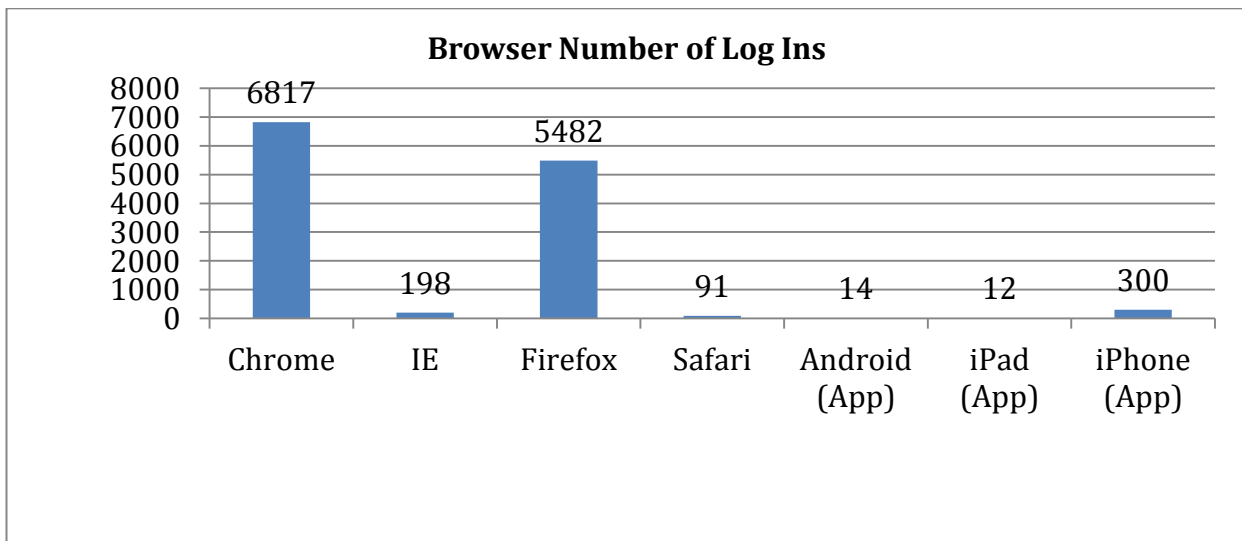 Browser Number of Log Ins
8000
7000
6000
5000
4000
3000
2000
1000
0
6817
198
5482
91
14
12
300
Chrome
IE
Firefox
Safari
Android
(App)
iPad
(App)
iPhone
(App)